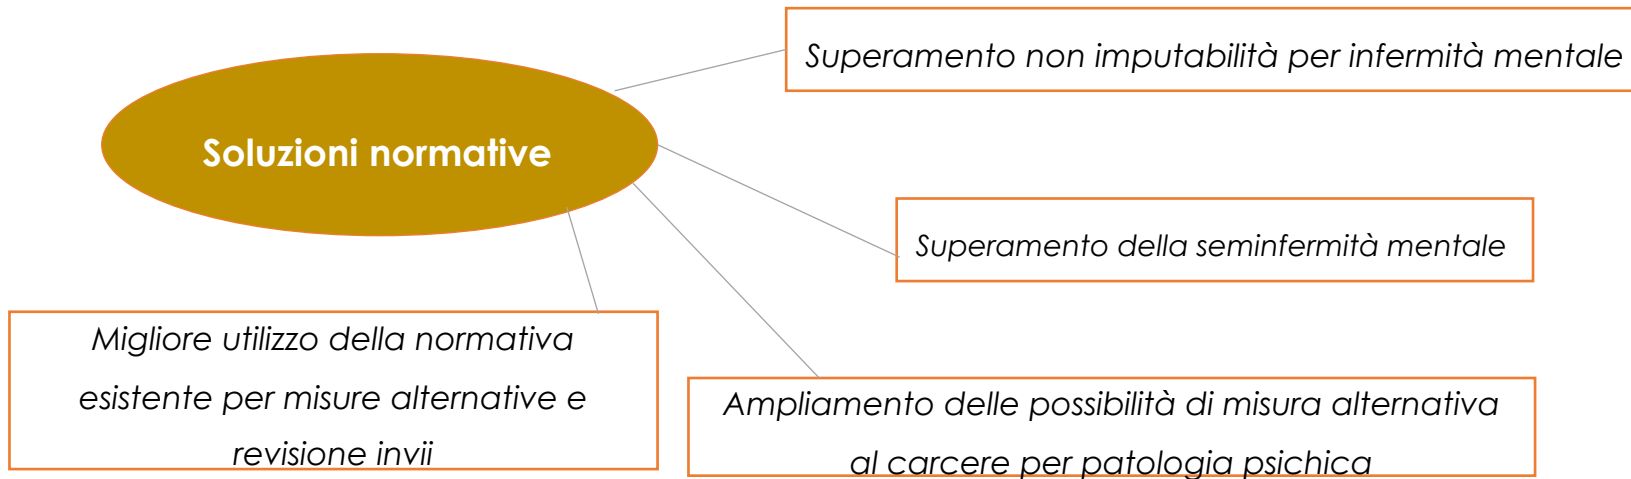 Superamento non imputabilità per infermità mentale
Soluzioni normative
Superamento della seminfermità mentale
Migliore utilizzo della normativa
esistente per misure alternative e
revisione invii
Ampliamento delle possibilità di misura alternativa
al carcere per patologia psichica